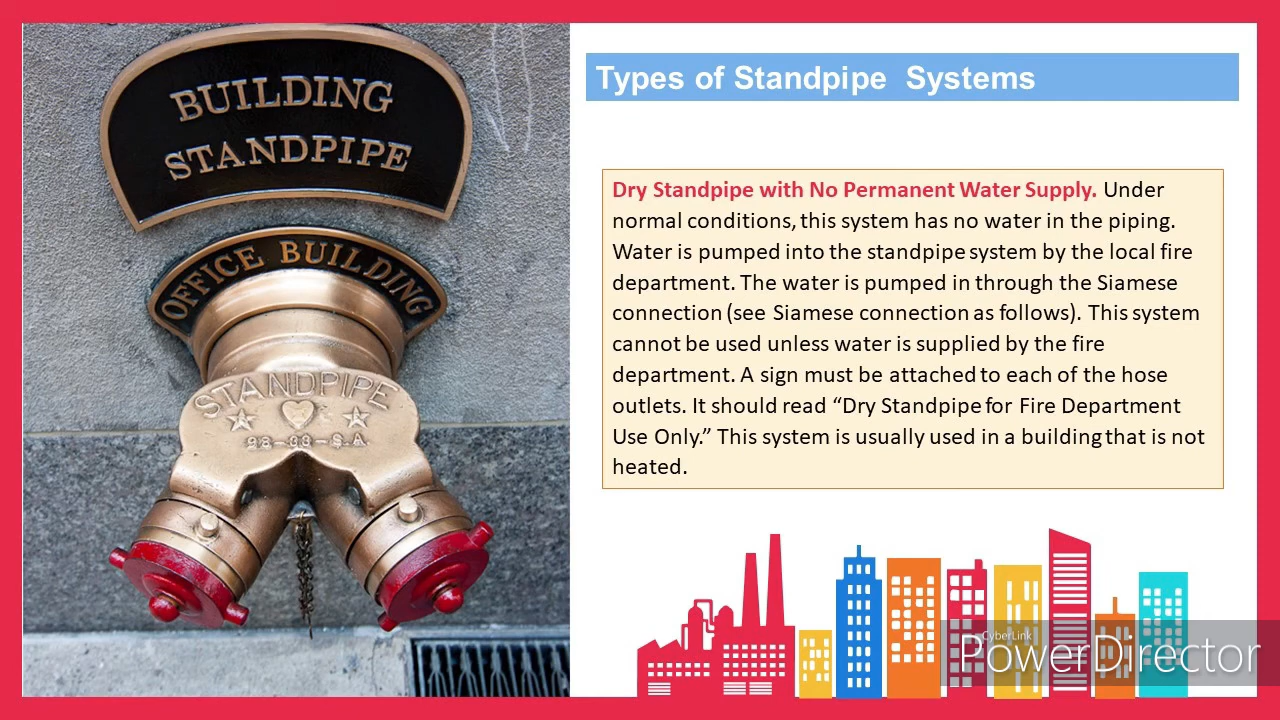 BUILDING
STANDPIPE
OFFICE BUILDING
STANDPIPE
Types of Standpipe Systems
Dry Standpipe with No Permanent Water Supply. Under
normal conditions, this system has no water in the piping.
Water is pumped into the standpipe system by the local fire
department. The water is pumped in through the Siamese
connection (see Siamese connection as follows). This system
cannot be used unless water is supplied by the fire
department. A sign must be attached to each of the hose
outlets. It should read “Dry Standpipe for Fire Department
Use Only.” This system is usually used in a building that is not
heated.
CyberLink
PowerDirector